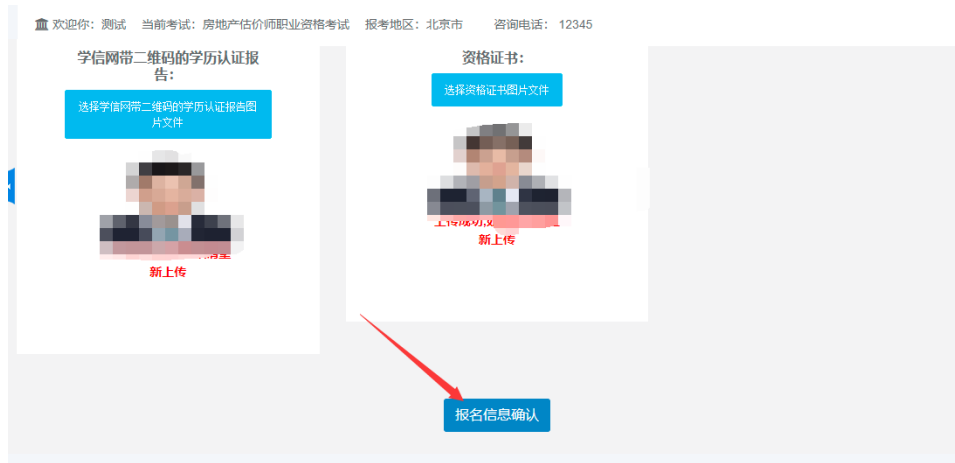 欢迎你：测试 当前考试：房地产估价师职业资格考试 报考地区：北京市 咨询电话： 12345
学信网带二维码的学历认证报
告：
选择学信网带二维码的学历认证报告图
片文件
新上传
资格证书：
选择资格证书图片文件
上传成功,
新上传
报名信息确认